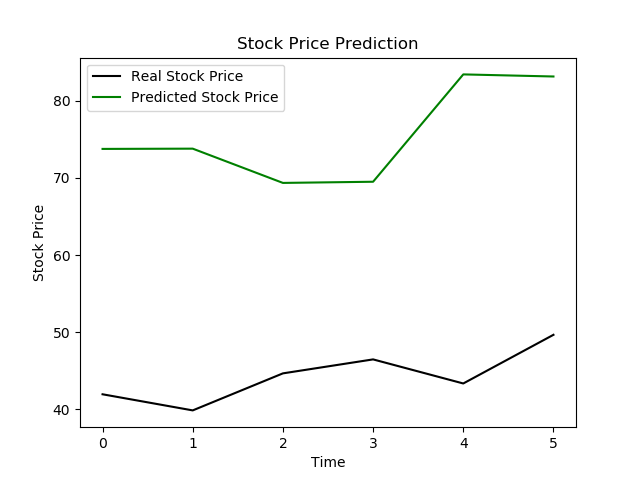 Stock Price Prediction
Real Stock Price
Predicted Stock Price
80
70
60
50
40
Stock Price
0 1 2 3 4 5
Time